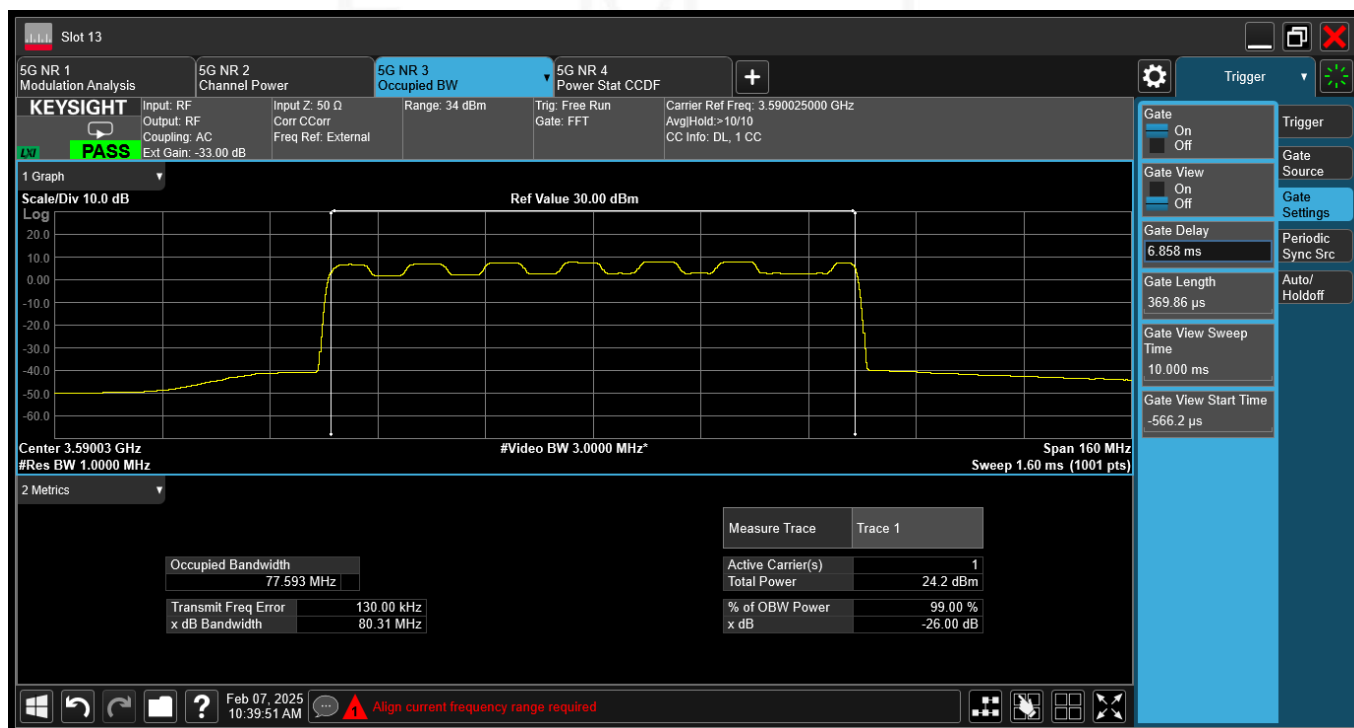 Slot 13
5G NR 1
Modulation Analysis
5G NR 2
Channel Power
5G NR 3
Occupied BW
5G NR 4
Power Stat CCDF
Trigger
KEYSIGHT
LXI
PASS
Input: RF
Output: RF
Coupling: AC
Ext Gain: -33.00 dB
Input Z: 50 Ω
Corr CCorr
Freq Ref: External
Range: 34 dBm
Trig: Free Run
Gate: FFT
Carrier Ref Freq: 3.590025000 GHz
Avg|Hold:>10/10
CC Info: DL, 1 CC
1 Graph
Scale/Div 10.0 dB
Ref Value 30.00 dBm
Log
20.0
10.0
0.00
-10.0
-20.0
-30.0
-40.0
-50.0
-60.0
Center 3.59003 GHz
#Video BW 3.0000 MHz*
Span 160 MHz
#Res BW 1.0000 MHz
Sweep 1.60 ms (1001 pts)
2 Metrics
Measure Trace
Trace 1
Occupied Bandwidth
77.593 MHz
Active Carrier(s) 1
Total Power 24.2 dBm
Transmit Freq Error 130.00 kHz
x dB Bandwidth 80.31 MHz
% of OBW Power 99.00 %
x dB -26.00 dB
Gate
On
Off
Gate View
On
Off
Gate Delay
6.858 ms
Gate Length
369.86 µs
Gate View Sweep
Time
10.000 ms
Gate View Start Time
-566.2 µs
Trigger
Gate
Source
Gate
Settings
Periodic
Sync Src
Auto/
Holdoff
?
Feb 07, 2025
10:39:51 AM
1
Align current frequency range required